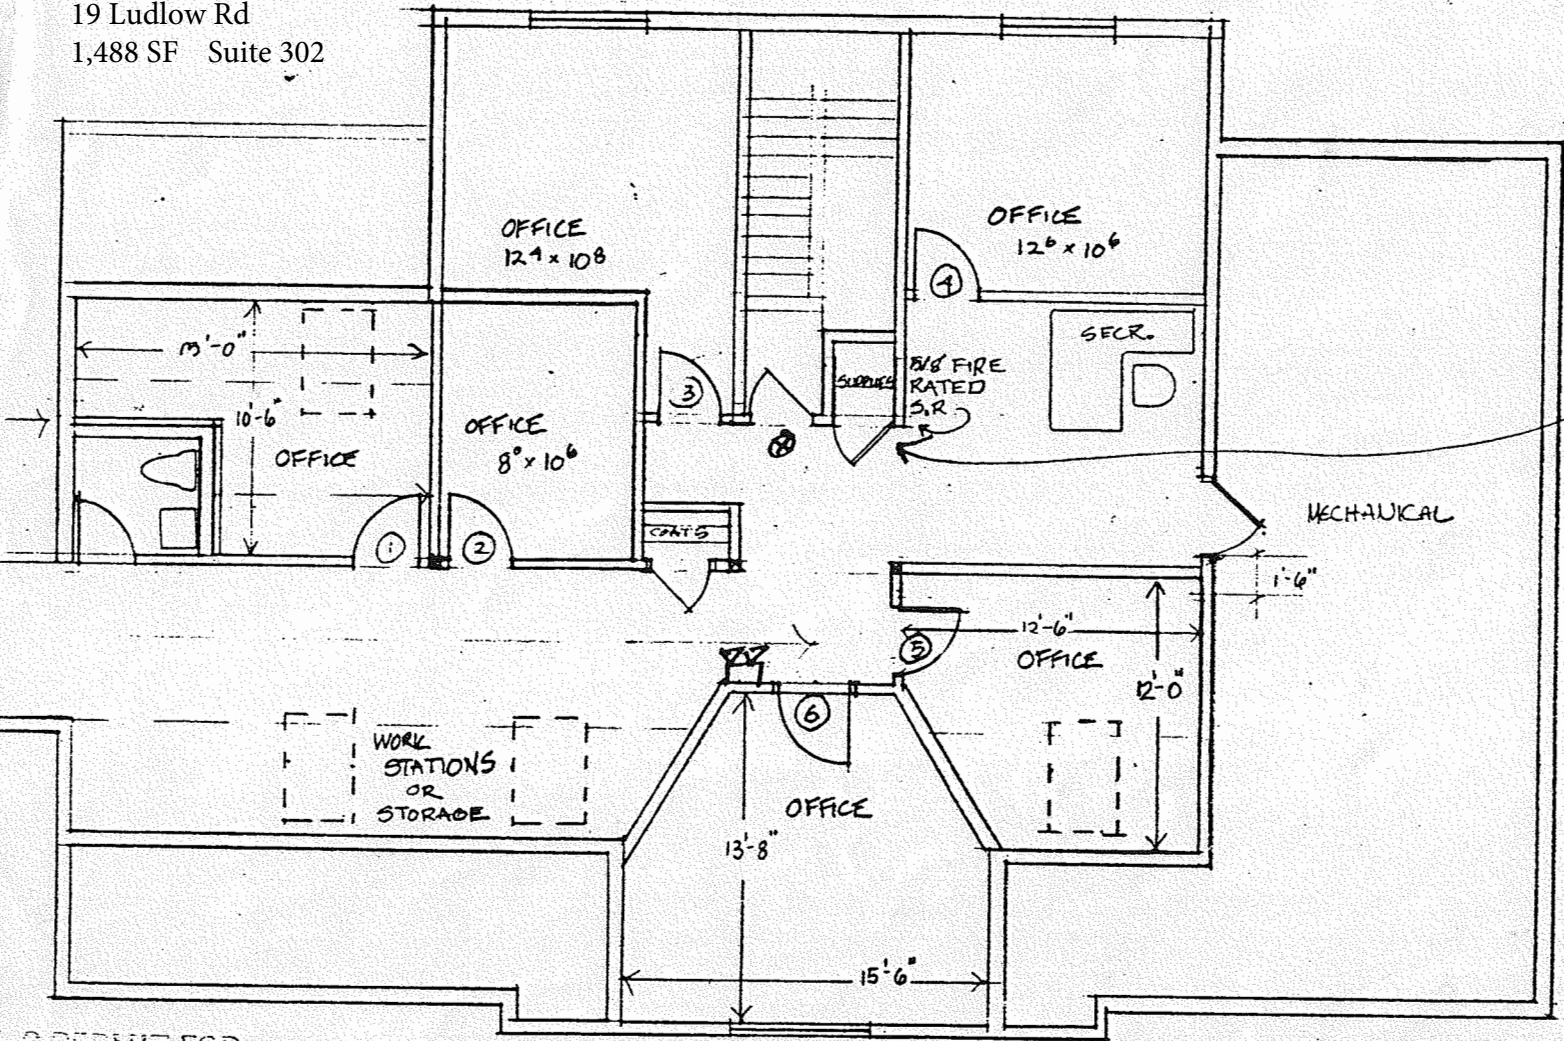 19 Ludlow Rd
1,488 SF Suite 302
OFFICE
12⁴ x 10⁸
OFFICE
12⁶ x 10⁶
④
SECR.
13'-0"
10'-6"
OFFICE
①
OFFICE
8⁰ x 10⁶
②
③
SUPPLIES
5/8" FIRE
RATED
S.R
COATS
MECHANICAL
1'-6"
⑤
12'-6"
OFFICE
12'-0"
⑥
WORK
STATIONS
OR
STORAGE
OFFICE
13'-8"
15'-6"
PERMIT FOR